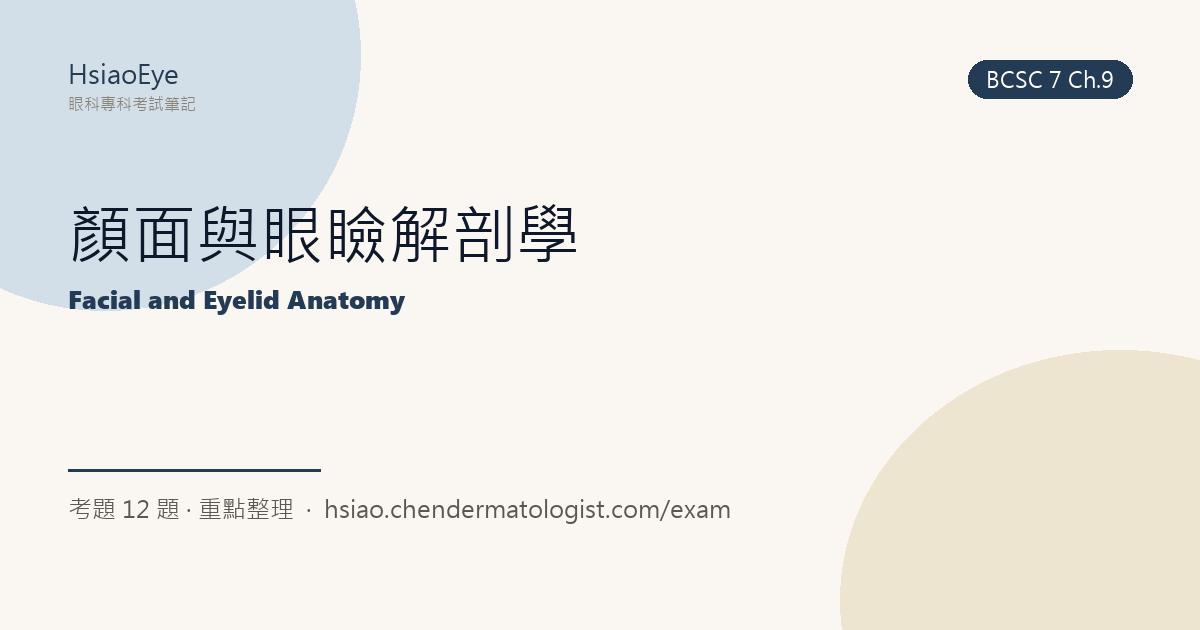 HsiaoEye
眼科專科考試筆記
BCSC 7 Ch.9
顏面與眼瞼解剖學
Facial and Eyelid Anatomy
考題 12 題 · 重點整理 · hsiao.chendermatologist.com/exam